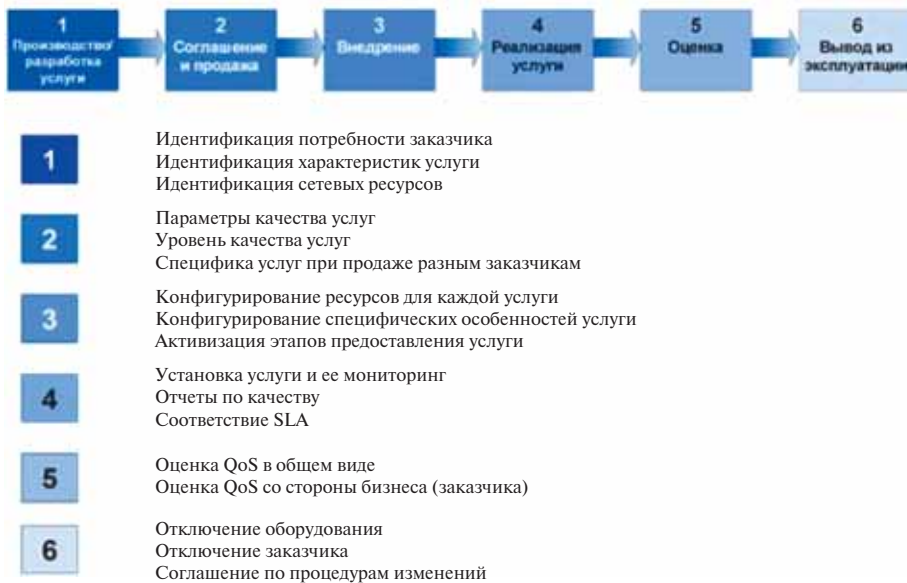 1
Производство/
разработка
услуги
2
Соглашение
и продажа
3
Внедрение
4
Реализация
услуги
5
Оценка
6
Вывод из
эксплуатации
1
Идентификация потребности заказчика
Идентификация характеристик услуги
Идентификация сетевых ресурсов
2
Параметры качества услуг
Уровень качества услуг
Специфика услуг при продаже разным заказчикам
3
Конфигурирование ресурсов для каждой услуги
Конфигурирование специфических особенностей услуги
Активизация этапов предоставления услуги
4
Установка услуги и ее мониторинг
Отчеты по качеству
Соответствие SLA
5
Оценка QoS в общем виде
Оценка QoS со стороны бизнеса (заказчика)
6
Отключение оборудования
Отключение заказчика
Соглашение по процедурам изменений